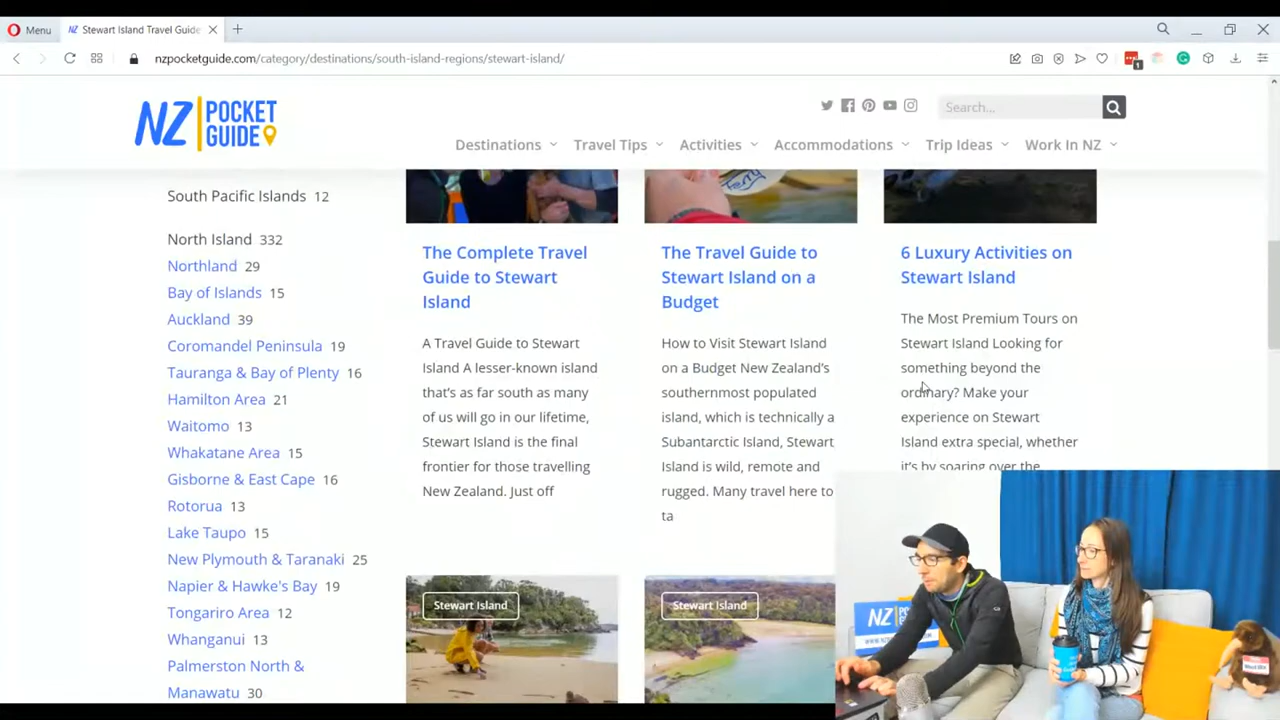 Menu
Stewart Island Travel Guide
nzpocketguide.com/category/destinations/south-island-regions/stewart-island/
1
NZ POCKET
GUIDE
Search...
Destinations
Travel Tips
Activities
Accommodations
Trip Ideas
Work In NZ
South Pacific Islands 12
North Island 332
Northland 29
Bay of Islands 15
Auckland 39
Coromandel Peninsula 19
Tauranga & Bay of Plenty 16
Hamilton Area 21
Waitomo 13
Whakatane Area 15
Gisborne & East Cape 16
Rotorua 13
Lake Taupo 15
New Plymouth & Taranaki 25
Napier & Hawke's Bay 19
Tongariro Area 12
Whanganui 13
Palmerston North &
Manawatu 30
The Complete Travel
Guide to Stewart
Island
A Travel Guide to Stewart
Island A lesser-known island
that's as far south as many
of us will go in our lifetime,
Stewart Island is the final
frontier for those travelling
New Zealand. Just off
Ferry
The Travel Guide to
Stewart Island on a
Budget
How to Visit Stewart Island
on a Budget New Zealand's
southernmost populated
island, which is technically a
Subantarctic Island, Stewart
Island is wild, remote and
rugged. Many travel here to
ta
6 Luxury Activities on
Stewart Island
The Most Premium Tours on
Stewart Island Looking for
something beyond the
ordinary? Make your
experience on Stewart
Island extra special, whether
it's by soaring over the
Stewart Island
Stewart Island
NZ